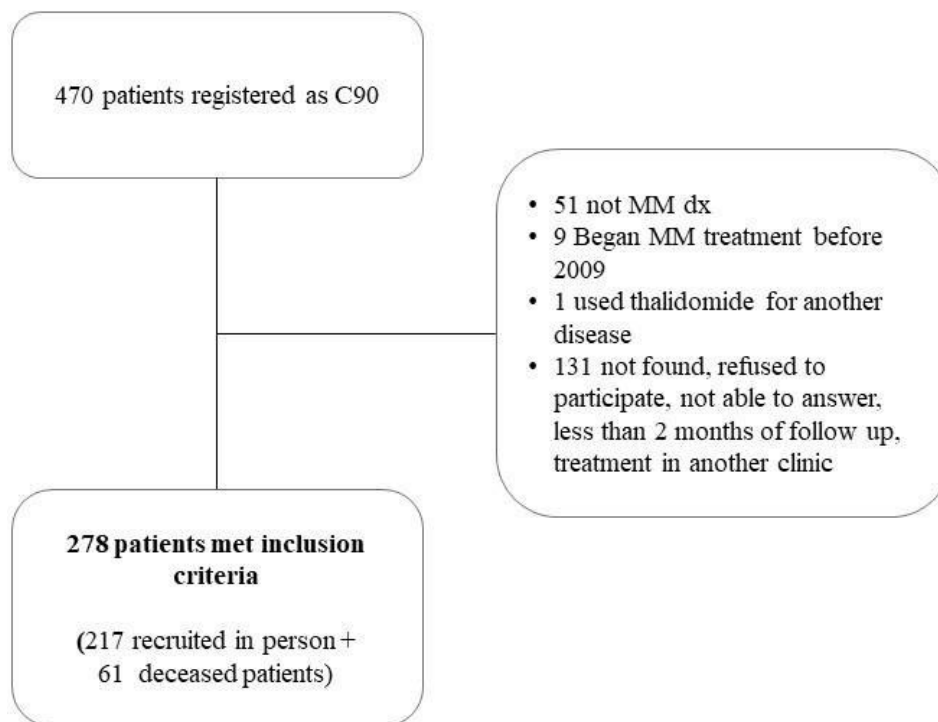 470 patients registered as C90
• 51 not MM dx
• 9 Began MM treatment before
2009
• 1 used thalidomide for another
disease
• 131 not found, refused to
participate, not able to answer,
less than 2 months of follow up,
treatment in another clinic
278 patients met inclusion
criteria
(217 recruited in person +
61 deceased patients)